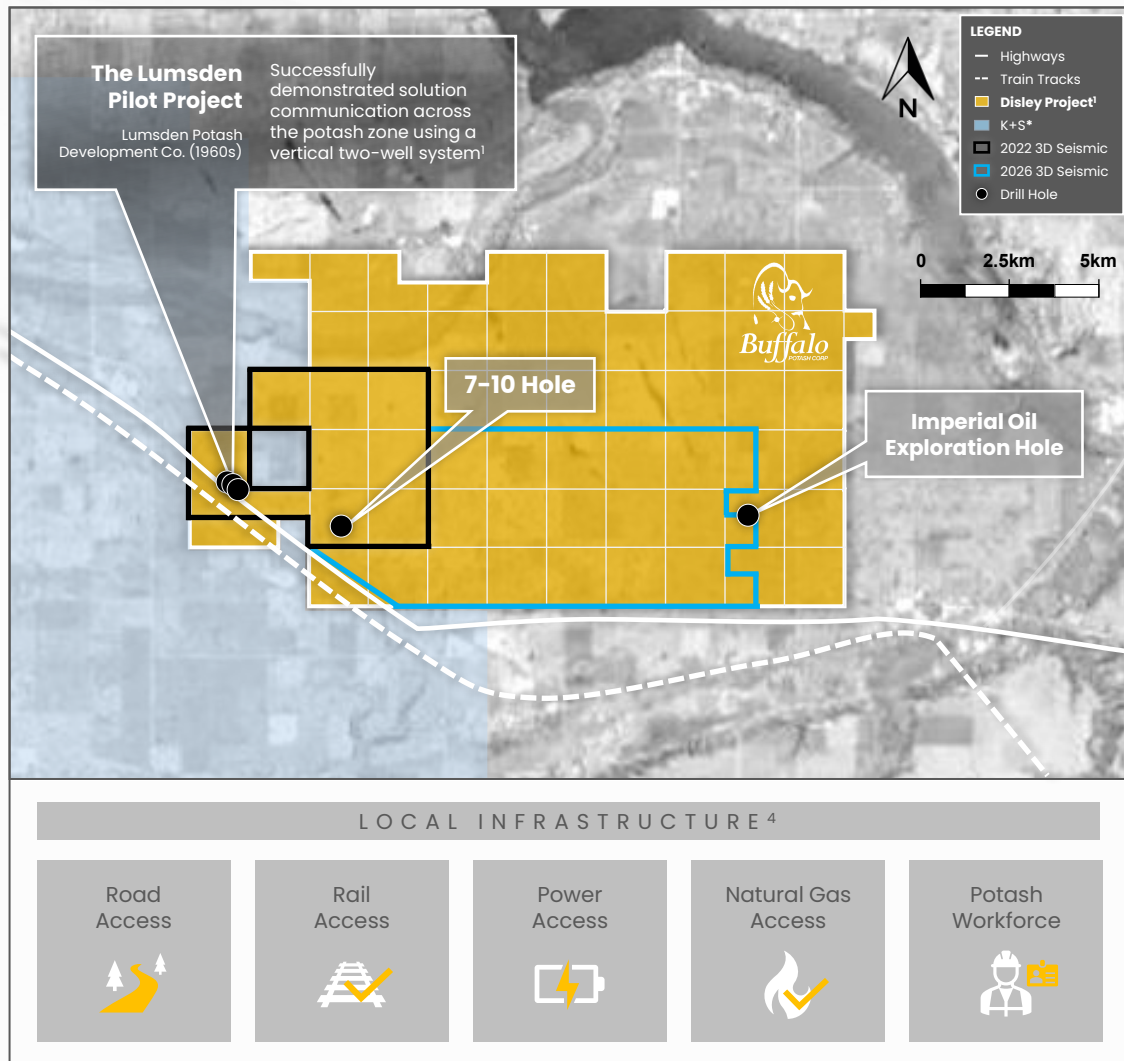 The Lumsden
Pilot Project
Lumsden Potash
Development Co. (1960s)
Successfully
demonstrated solution
communication across
the potash zone using a
vertical two-well system¹
N
LEGEND
Highways
Train Tracks
Disley Project¹
K+S*
2022 3D Seismic
2026 3D Seismic
Drill Hole
0 2.5km 5km
Buffalo
POTASH CORP
7-10 Hole
Imperial Oil
Exploration Hole
LOCAL INFRASTRUCTURE⁴
Road
Access
Rail
Access
Power
Access
Natural Gas
Access
Potash
Workforce